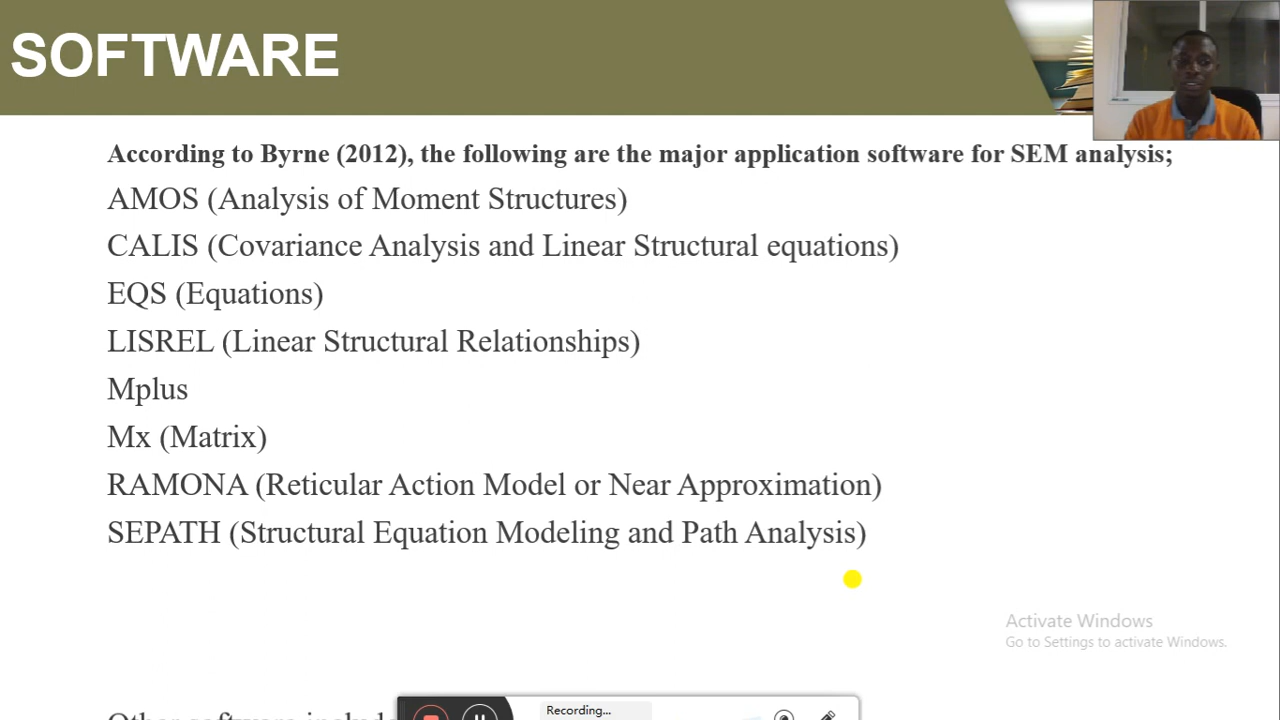 SOFTWARE
According to Byrne (2012), the following are the major application software for SEM analysis;
AMOS (Analysis of Moment Structures)
CALIS (Covariance Analysis and Linear Structural equations)
EQS (Equations)
LISREL (Linear Structural Relationships)
Mplus
Mx (Matrix)
RAMONA (Reticular Action Model or Near Approximation)
SEPATH (Structural Equation Modeling and Path Analysis)
Activate Windows
Go to Settings to activate Windows.
Other software include
Recording...